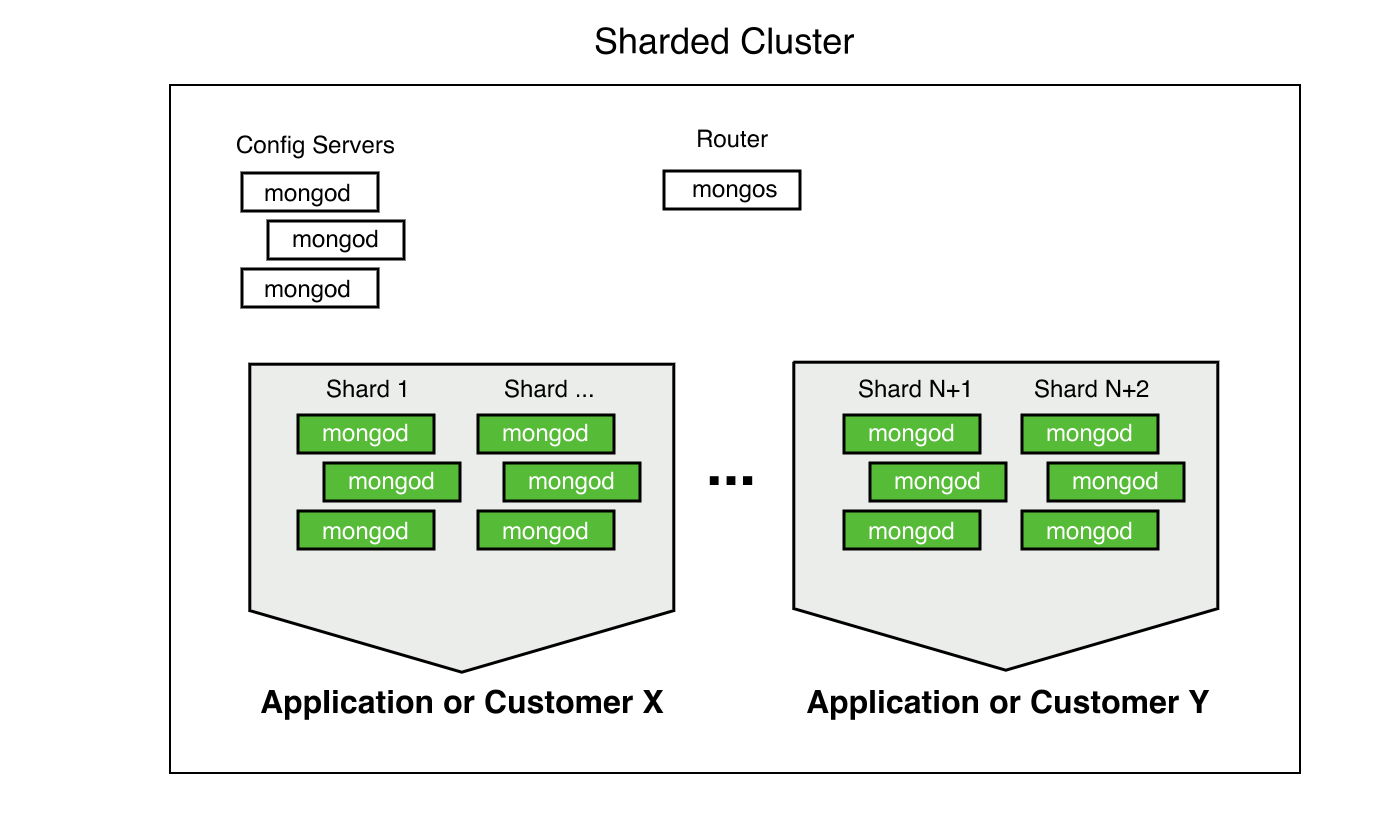 Sharded Cluster
Config Servers
mongod
mongod
mongod
Router
mongos
Shard 1
mongod
mongod
mongod
Shard ...
mongod
mongod
mongod
...
Shard N+1
mongod
mongod
mongod
Shard N+2
mongod
mongod
mongod
Application or Customer X
Application or Customer Y